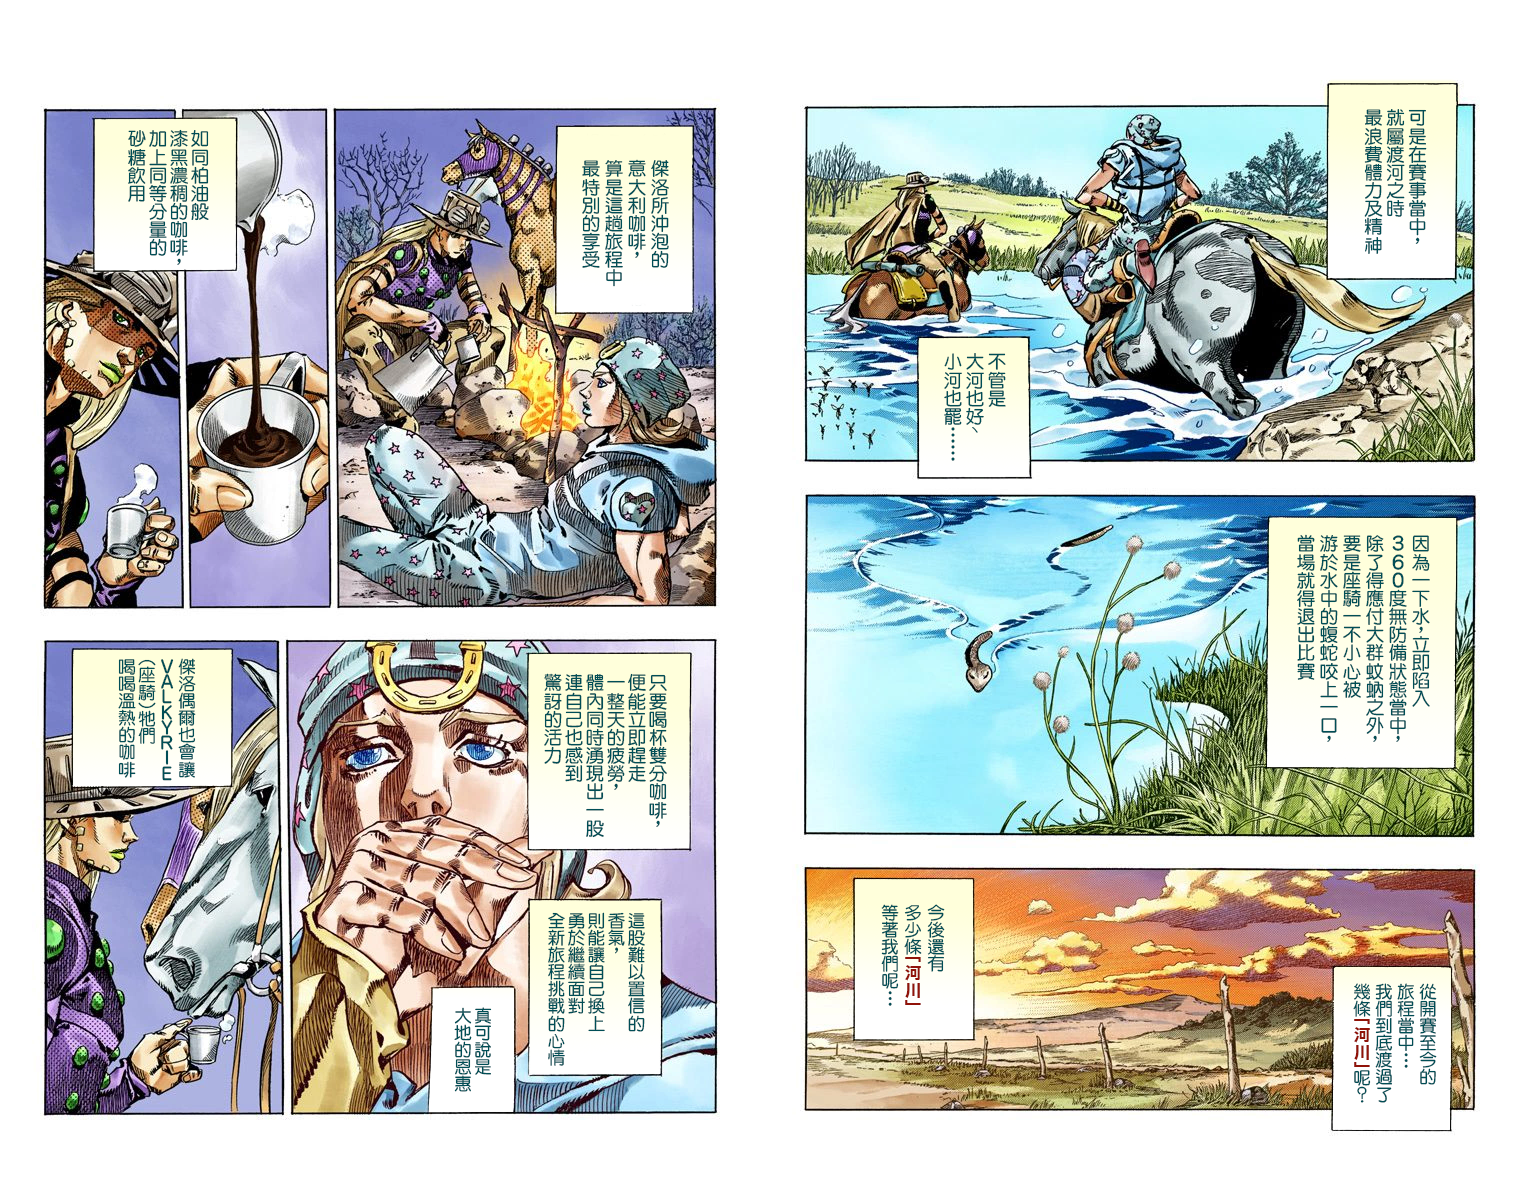 可是在賽事當中，
就屬渡河之時
最浪費體力及精神
不管是
大河也好、
小河也罷……
因為一下水，立即陷入
360度無防備狀態當中，
除了得應付大群蚊蚋之外，
要是座騎一不小心被
游於水中的蝮蛇咬上一口，
當場就得退出比賽
從開賽至今的
旅程當中…
我們到底渡過了
幾條「河川」呢？
今後還有
多少條「河川」
等著我們呢…
傑洛所沖泡的
意大利咖啡，
算是這趟旅程中
最特別的享受
如同柏油般
漆黑濃稠的咖啡，
加上同等分量的
砂糖飲用
只要喝杯雙分咖啡，
便能立即趕走
一整天的疲勞，
體內同時湧現出一股
連自己也感到
驚訝的活力
這股難以置信的
香氣，
則能讓自己換上
勇於繼續面對
全新旅程挑戰的心情
真可說是
大地的恩惠
傑洛偶爾也會讓
VALKYRIE
（座騎）牠們
喝喝溫熱的咖啡